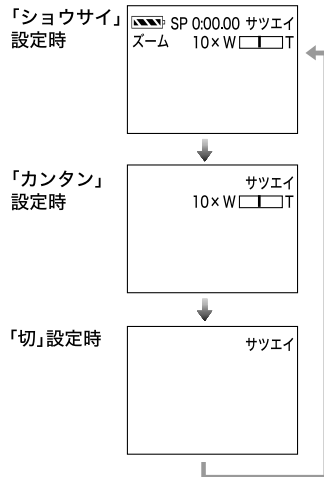 「ショウサイ」
設定時
SP 0:00.00 サツエイ
ズーム 10× W T
「カンタン」
設定時
サツエイ
10× W T
「切」設定時
サツエイ